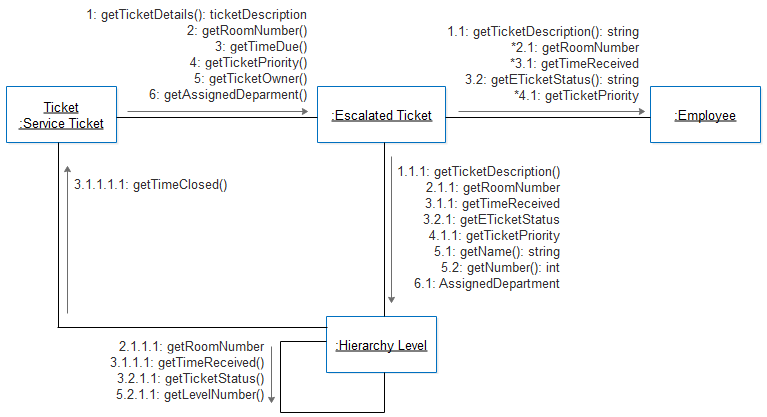 1: getTicketDetails(): ticketDescription
2: getRoomNumber()
3: getTimeDue()
4: getTicketPriority()
5: getTicketOwner()
6: getAssignedDeparment()
1.1: getTicketDescription(): string
*2.1: getRoomNumber
*3.1: getTimeReceived
3.2: getETicketStatus(): string
*4.1: getTicketPriority
Ticket
:Service Ticket
:Escalated Ticket
:Employee
3.1.1.1.1: getTimeClosed()
1.1.1: getTicketDescription()
2.1.1: getRoomNumber
3.1.1: getTimeReceived
3.2.1: getETicketStatus
4.1.1: getTicketPriority
5.1: getName(): string
5.2: getNumber(): int
6.1: AssignedDepartment
:Hierarchy Level
2.1.1.1: getRoomNumber
3.1.1.1: getTimeReceived()
3.2.1.1: getTicketStatus()
5.2.1.1: getLevelNumber()